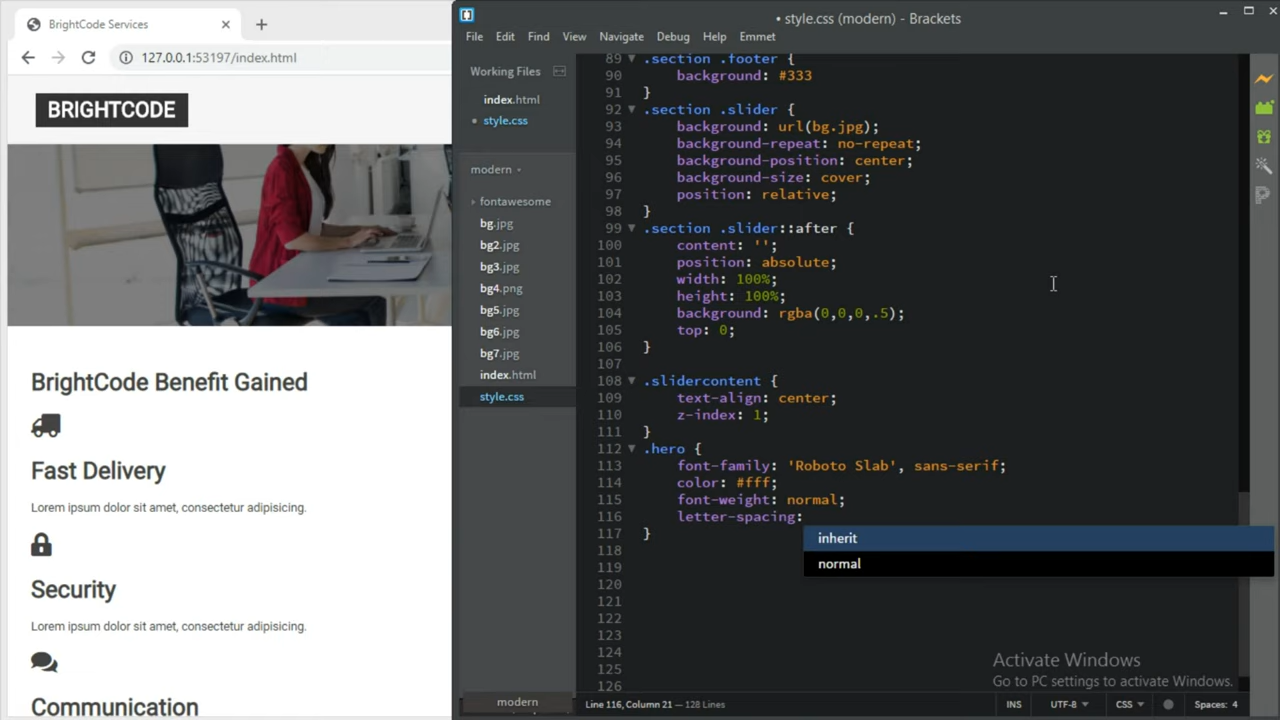 BrightCode Services
127.0.0.1:53197/index.html
BRIGHTCODE
BrightCode Benefit Gained
Fast Delivery
Lorem ipsum dolor sit amet, consectetur adipisicing.
Security
Lorem ipsum dolor sit amet, consectetur adipisicing.
Communication
• style.css (modern) - Brackets
File Edit Find View Navigate Debug Help Emmet
Working Files
index.html
• style.css
modern
fontawesome
bg.jpg
bg2.jpg
bg3.jpg
bg4.png
bg5.jpg
bg6.jpg
bg7.jpg
index.html
style.css
modern
89 .section .footer {
90 background: #333
91 }
92 .section .slider {
93 background: url(bg.jpg);
94 background-repeat: no-repeat;
95 background-position: center;
96 background-size: cover;
97 position: relative;
98 }
99 .section .slider::after {
100 content: '';
101 position: absolute;
102 width: 100%;
103 height: 100%;
104 background: rgba(0,0,0,.5);
105 top: 0;
106 }
107
108 .slidercontent {
109 text-align: center;
110 z-index: 1;
111 }
112 .hero {
113 font-family: 'Roboto Slab', sans-serif;
114 color: #fff;
115 font-weight: normal;
116 letter-spacing:
117 }
inherit
normal
118
119
120
121
122
123
124
125
126
Activate Windows
Go to PC settings to activate Windows.
Line 116, Column 21 — 128 Lines
INS UTF-8 CSS Spaces: 4